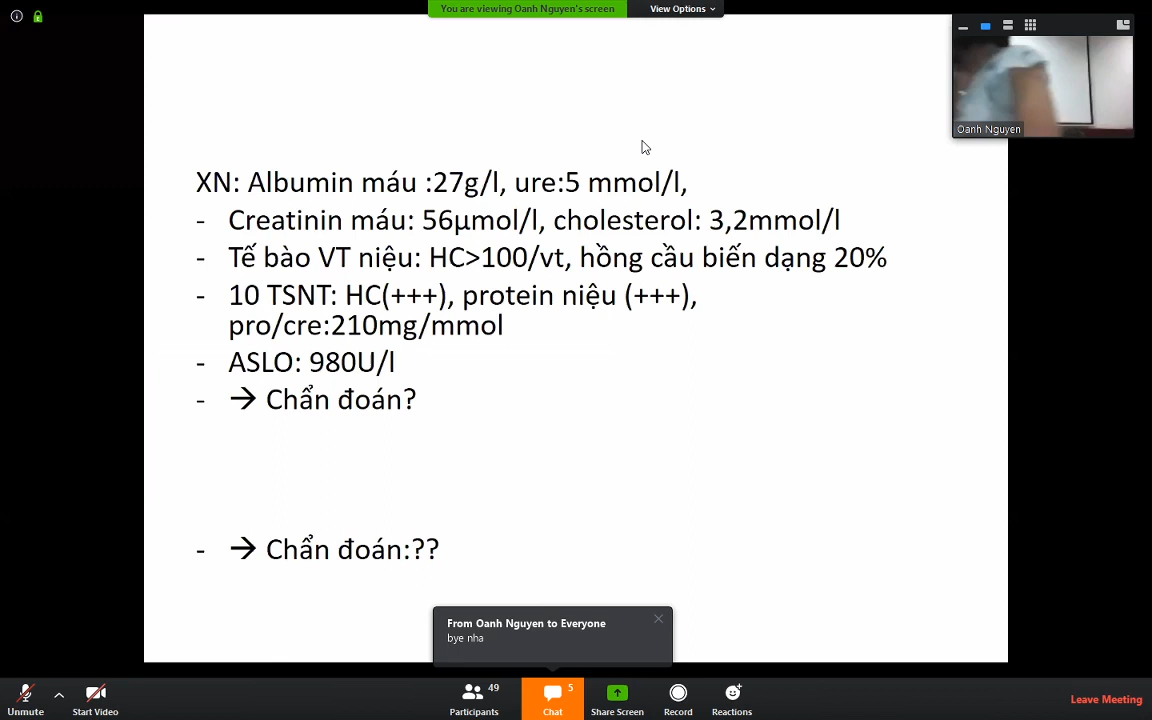 You are viewing Oanh Nguyen's screen
View Options
Oanh Nguyen
XN: Albumin máu :27g/l, ure:5 mmol/l,
- Creatinin máu: 56µmol/l, cholesterol: 3,2mmol/l
- Tế bào VT niệu: HC>100/vt, hồng cầu biến dạng 20%
- 10 TSNT: HC(+++), protein niệu (+++),
pro/cre:210mg/mmol
- ASLO: 980U/l
- → Chẩn đoán?
- → Chẩn đoán:??
From Oanh Nguyen to Everyone
bye nha
Unmute
Start Video
49
Participants
5
Chat
Share Screen
Record
Reactions
Leave Meeting